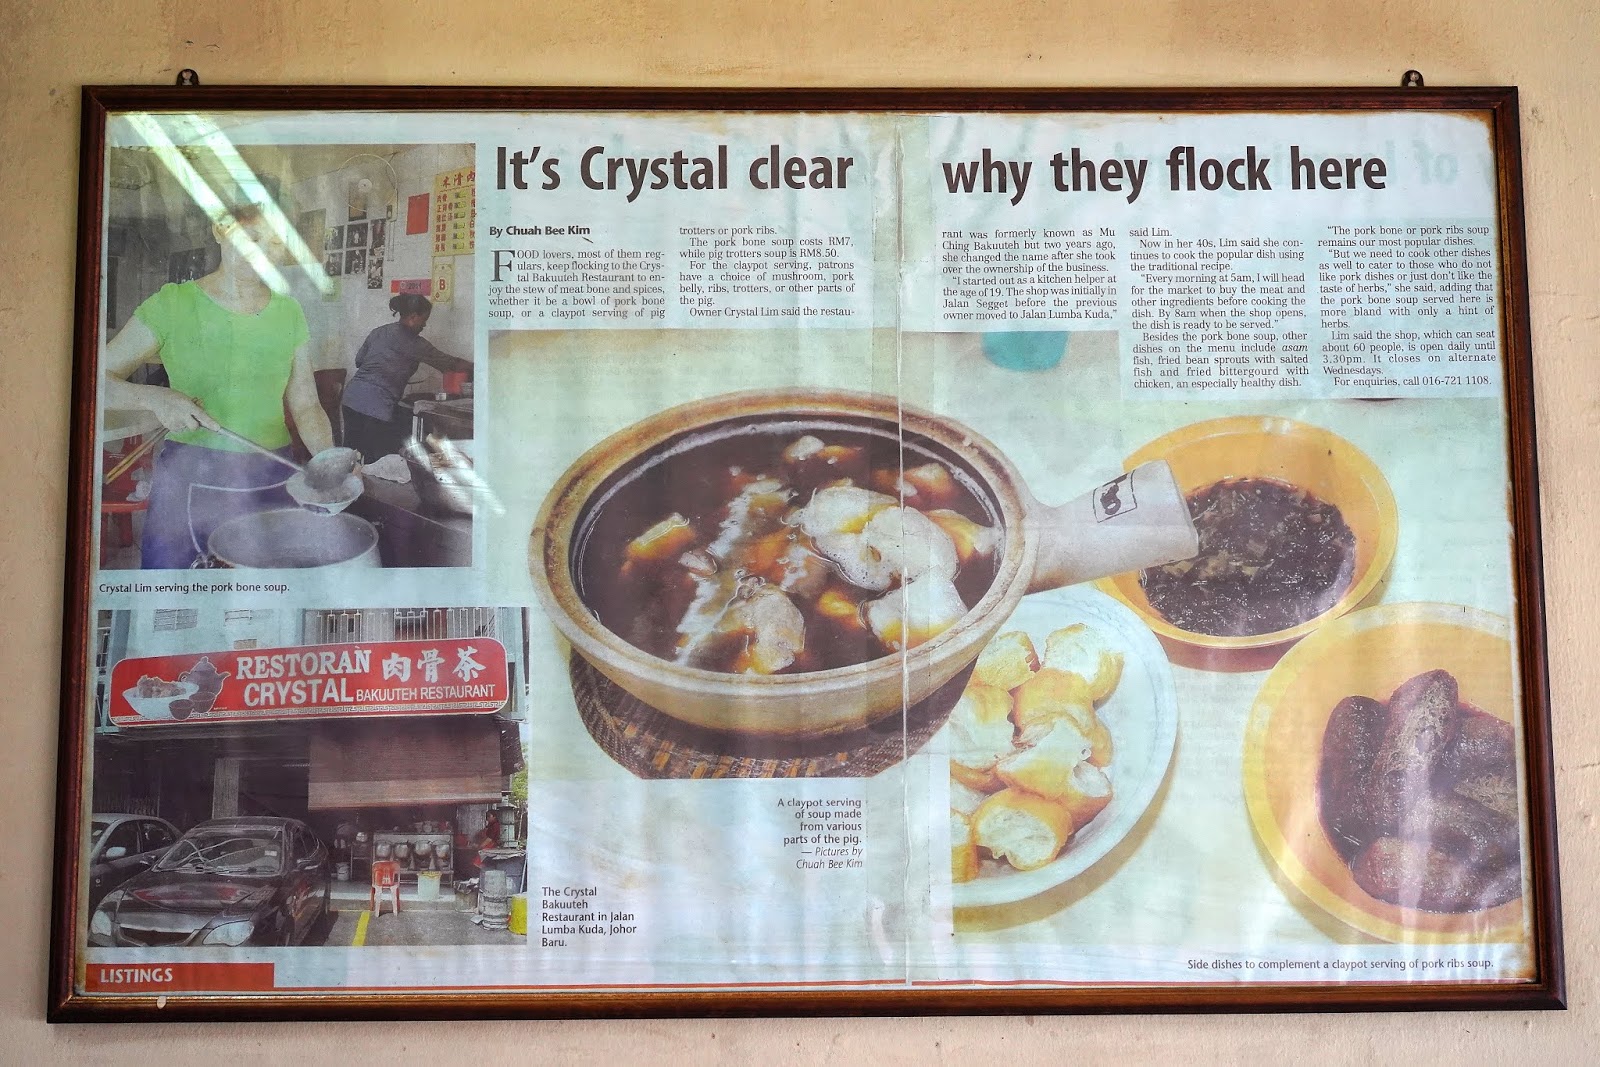 It's Crystal clear why they flock here
By Chuah Bee Kim
FOOD lovers, most of them reg-
ulars, keep flocking to the Crys-
tal Bakuuteh Restaurant to en-
joy the stew of meat bone and spices,
whether it be a bowl of pork bone
soup, or a claypot serving of pig
trotters or pork ribs.
The pork bone soup costs RM7,
while pig trotters soup is RM8.50.
For the claypot serving, patrons
have a choice of mushroom, pork
belly, ribs, trotters, or other parts of
the pig.
Owner Crystal Lim said the restau-
rant was formerly known as Mu
Ching Bakuuteh but two years ago,
she changed the name after she took
over the ownership of the business.
"I started out as a kitchen helper at
the age of 19. The shop was initially in
Jalan Segget before the previous
owner moved to Jalan Lumba Kuda,"
said Lim.
Now in her 40s, Lim said she con-
tinues to cook the popular dish using
the traditional recipe.
"Every morning at 5am, I will head
for the market to buy the meat and
other ingredients before cooking the
dish. By 8am when the shop opens,
the dish is ready to be served."
Besides the pork bone soup, other
dishes on the menu include asam
fish, fried bean sprouts with salted
fish and fried bittergourd with
chicken, an especially healthy dish.
"The pork bone or pork ribs soup
remains our most popular dishes.
"But we need to cook other dishes
as well to cater to those who do not
like pork dishes or just don't like the
taste of herbs," she said, adding that
the pork bone soup served here is
more bland with only a hint of
herbs.
Lim said the shop, which can seat
about 60 people, is open daily until
3.30pm. It closes on alternate
Wednesdays.
For enquiries, call 016-721 1108.
Crystal Lim serving the pork bone soup.
RESTORAN 肉骨茶
CRYSTAL BAKUUTEH RESTAURANT
A claypot serving
of soup made
from various
parts of the pig.
— Pictures by
Chuah Bee Kim
The Crystal
Bakuuteh
Restaurant in Jalan
Lumba Kuda, Johor
Baru.
Side dishes to complement a claypot serving of pork ribs soup.
LISTINGS